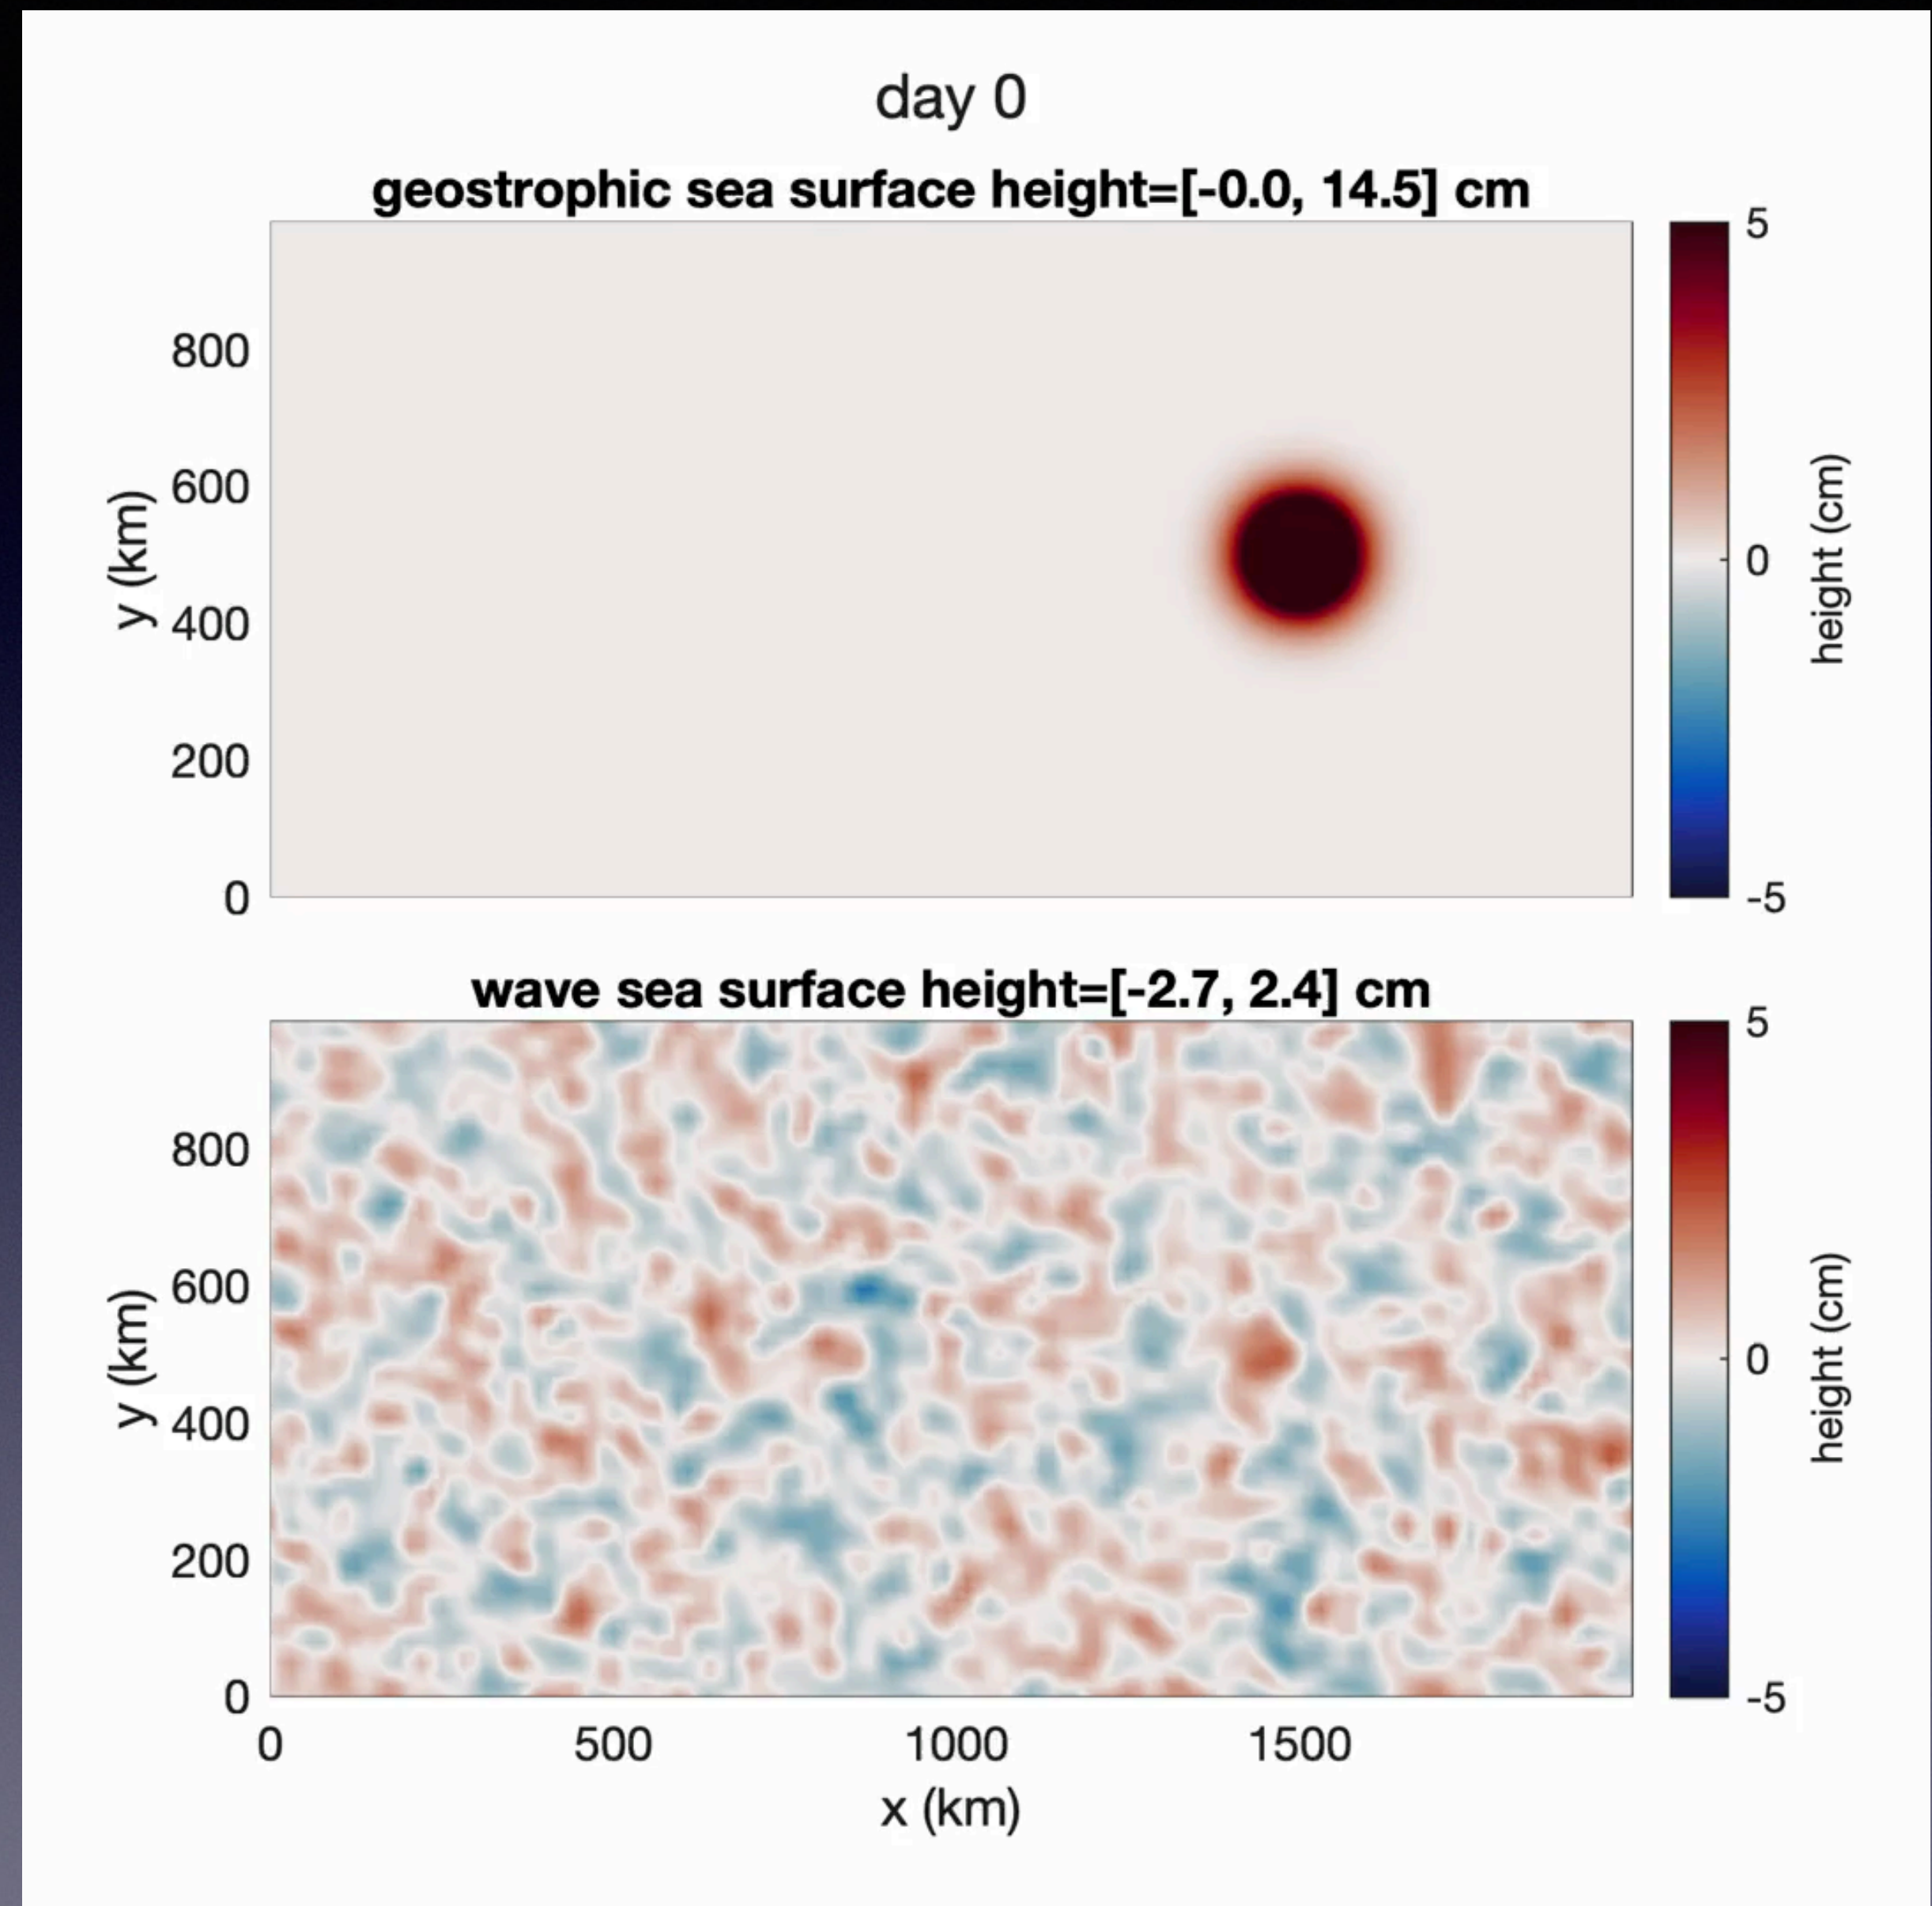 day 0
geostrophic sea surface height=[-0.0, 14.5] cm
5
0
-5
height (cm)
800
600
400
200
0
y (km)
wave sea surface height=[-2.7, 2.4] cm
5
0
-5
height (cm)
800
600
400
200
0
y (km)
0 500 1000 1500
x (km)